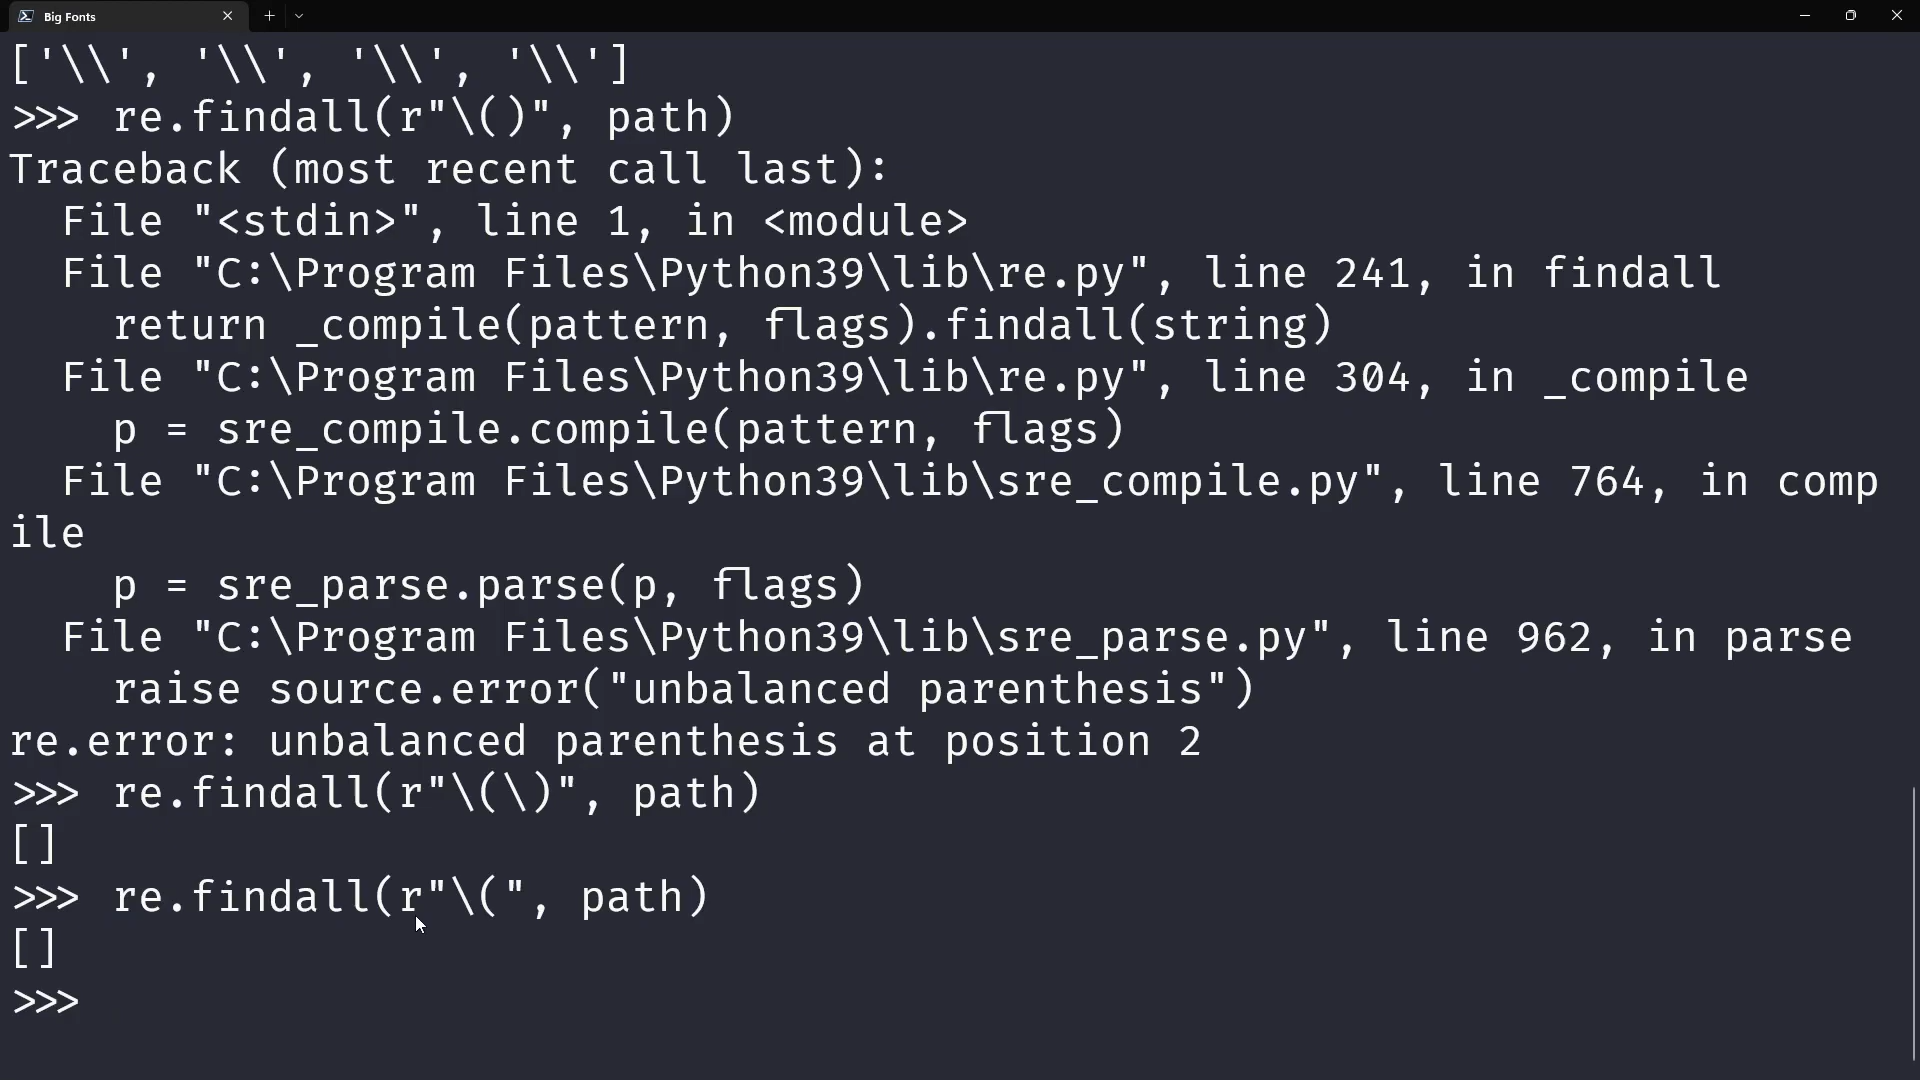 Big Fonts
['\\', '\\', '\\', '\\']
>>> re.findall(r"\()", path)
Traceback (most recent call last):
  File "<stdin>", line 1, in <module>
  File "C:\Program Files\Python39\lib\re.py", line 241, in findall
    return _compile(pattern, flags).findall(string)
  File "C:\Program Files\Python39\lib\re.py", line 304, in _compile
    p = sre_compile.compile(pattern, flags)
  File "C:\Program Files\Python39\lib\sre_compile.py", line 764, in comp
ile
    p = sre_parse.parse(p, flags)
  File "C:\Program Files\Python39\lib\sre_parse.py", line 962, in parse
    raise source.error("unbalanced parenthesis")
re.error: unbalanced parenthesis at position 2
>>> re.findall(r"\(\)", path)
[]
>>> re.findall(r"\(", path)
[]
>>>